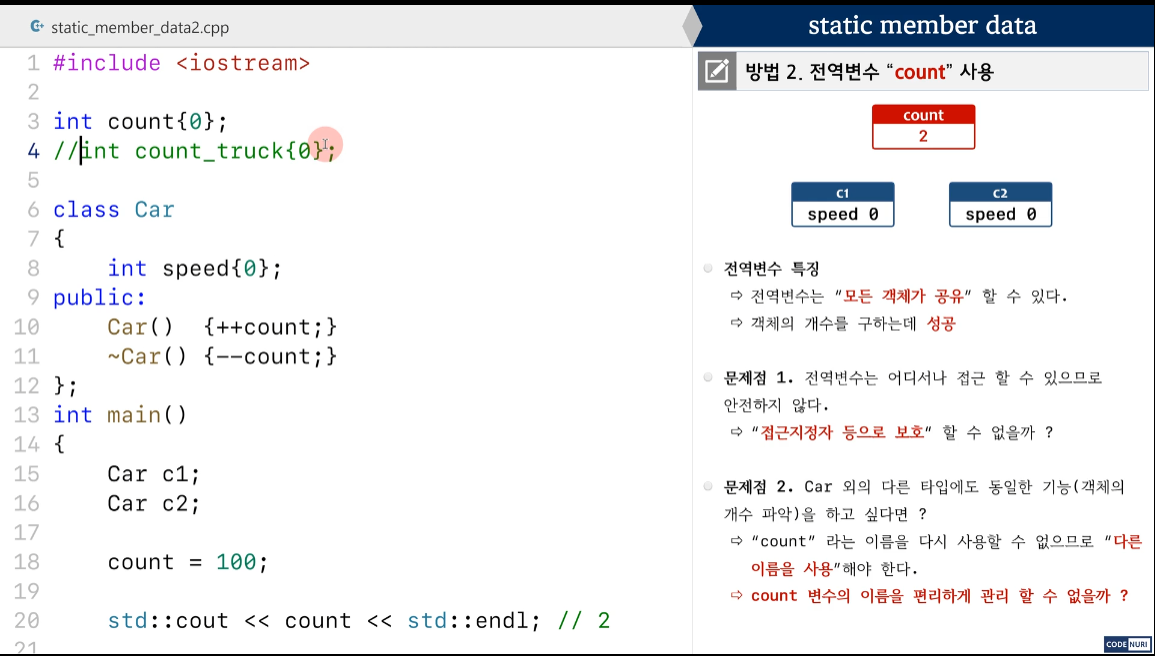 static_member_data2.cpp
1 #include <iostream>
2
3 int count{0};
4 //int count_truck{0};
5
6 class Car
7 {
8     int speed{0};
9 public:
10     Car()  {++count;}
11     ~Car() {--count;}
12 };
13 int main()
14 {
15     Car c1;
16     Car c2;
17
18     count = 100;
19
20     std::cout << count << std::endl; // 2
21
static member data
방법 2. 전역변수 “count” 사용
count
2
c1 c2
speed 0 speed 0
전역변수 특징
⇨ 전역변수는 “모든 객체가 공유” 할 수 있다.
⇨ 객체의 개수를 구하는데 성공
문제점 1. 전역변수는 어디서나 접근 할 수 있으므로
안전하지 않다.
⇨ “접근지정자 등으로 보호” 할 수 없을까 ?
문제점 2. Car 외의 다른 타입에도 동일한 기능(객체의
개수 파악)을 하고 싶다면 ?
⇨ “count” 라는 이름을 다시 사용할 수 없으므로 “다른
이름을 사용”해야 한다.
⇨ count 변수의 이름을 편리하게 관리 할 수 없을까 ?
CODE NURI